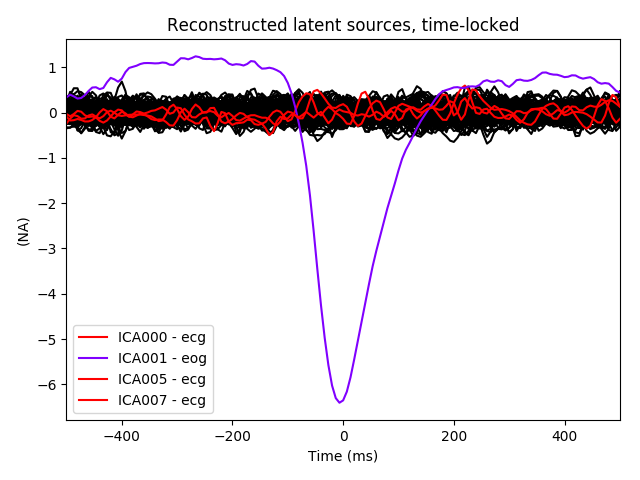 Reconstructed latent sources, time-locked
1
0
−1
−2
−3
−4
−5
−6
(NA)
ICA000 - ecg
ICA001 - eog
ICA005 - ecg
ICA007 - ecg
−400
−200
0
200
400
Time (ms)